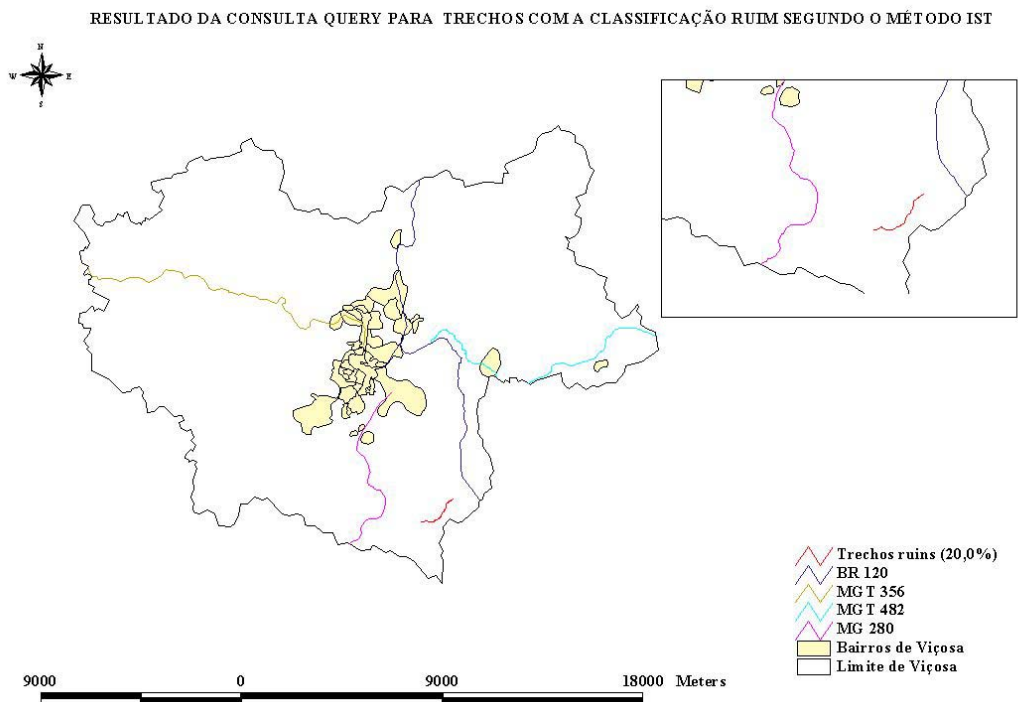 RESULTADO DA CONSULTA QUERY PARA TRECHOS COM A CLASSIFICAÇÃO RUIM SEGUNDO O MÉTODO IST
N
W E
S
Trechos ruins (20,0%)
BR 120
MGT 356
MGT 482
MG 280
Bairros de Viçosa
Limite de Viçosa
9000 0 9000 18000 Meters